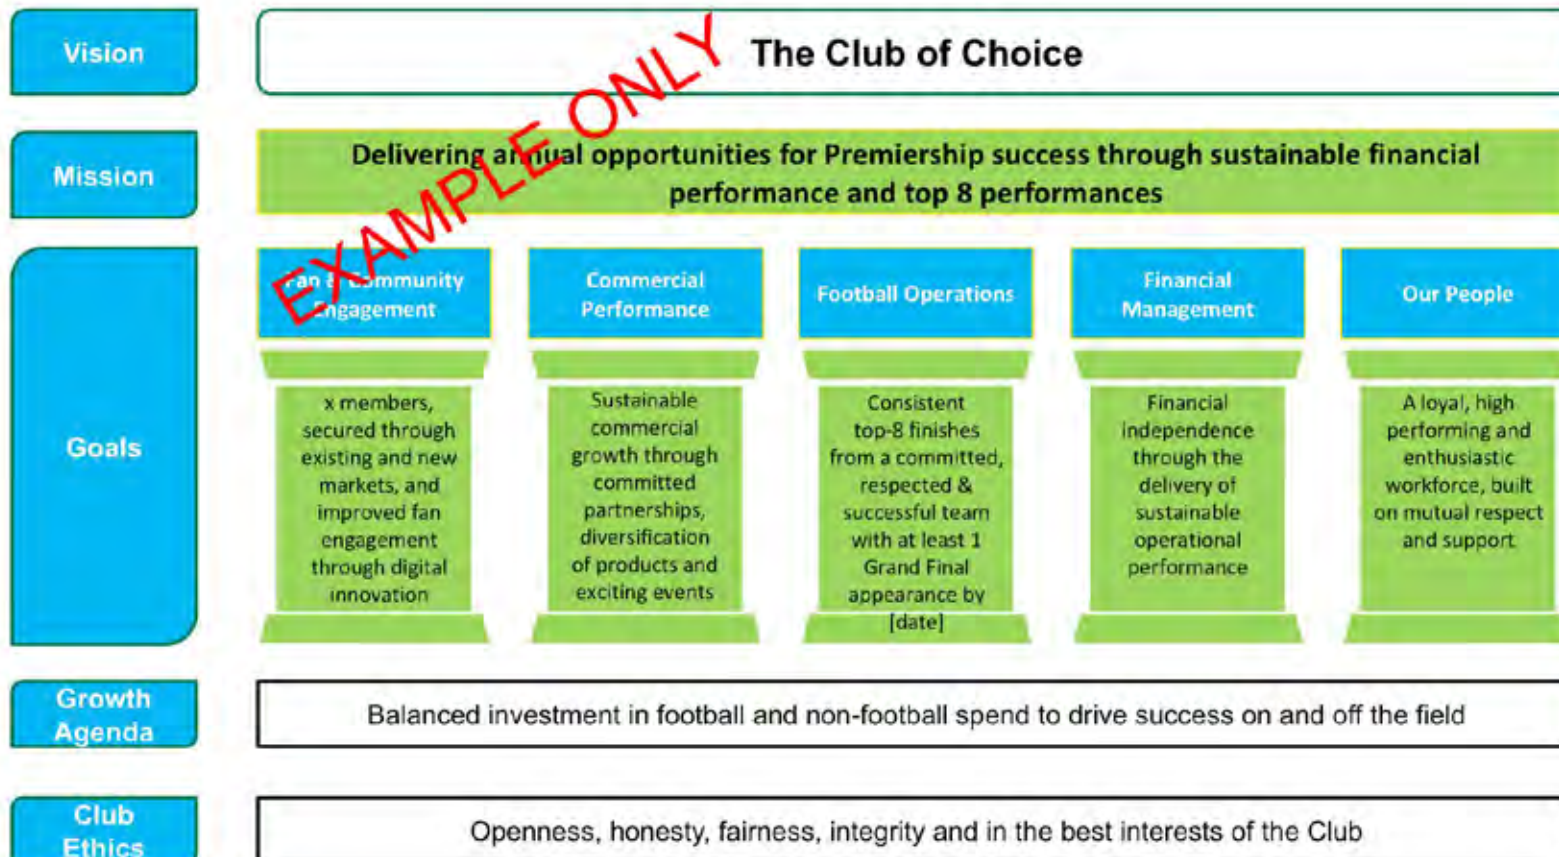 Vision
The Club of Choice
EXAMPLE ONLY
Mission
Delivering annual opportunities for Premiership success through sustainable financial
performance and top 8 performances
Goals
Fan & Community
Engagement
x members,
secured through
existing and new
markets, and
improved fan
engagement
through digital
innovation
Commercial
Performance
Sustainable
commercial
growth through
committed
partnerships,
diversification
of products and
exciting events
Football Operations
Consistent
top-8 finishes
from a committed,
respected &
successful team
with at least 1
Grand Final
appearance by
[date]
Financial
Management
Financial
independence
through the
delivery of
sustainable
operational
performance
Our People
A loyal, high
performing and
enthusiastic
workforce, built
on mutual respect
and support
Growth
Agenda
Balanced investment in football and non-football spend to drive success on and off the field
Club
Ethics
Openness, honesty, fairness, integrity and in the best interests of the Club